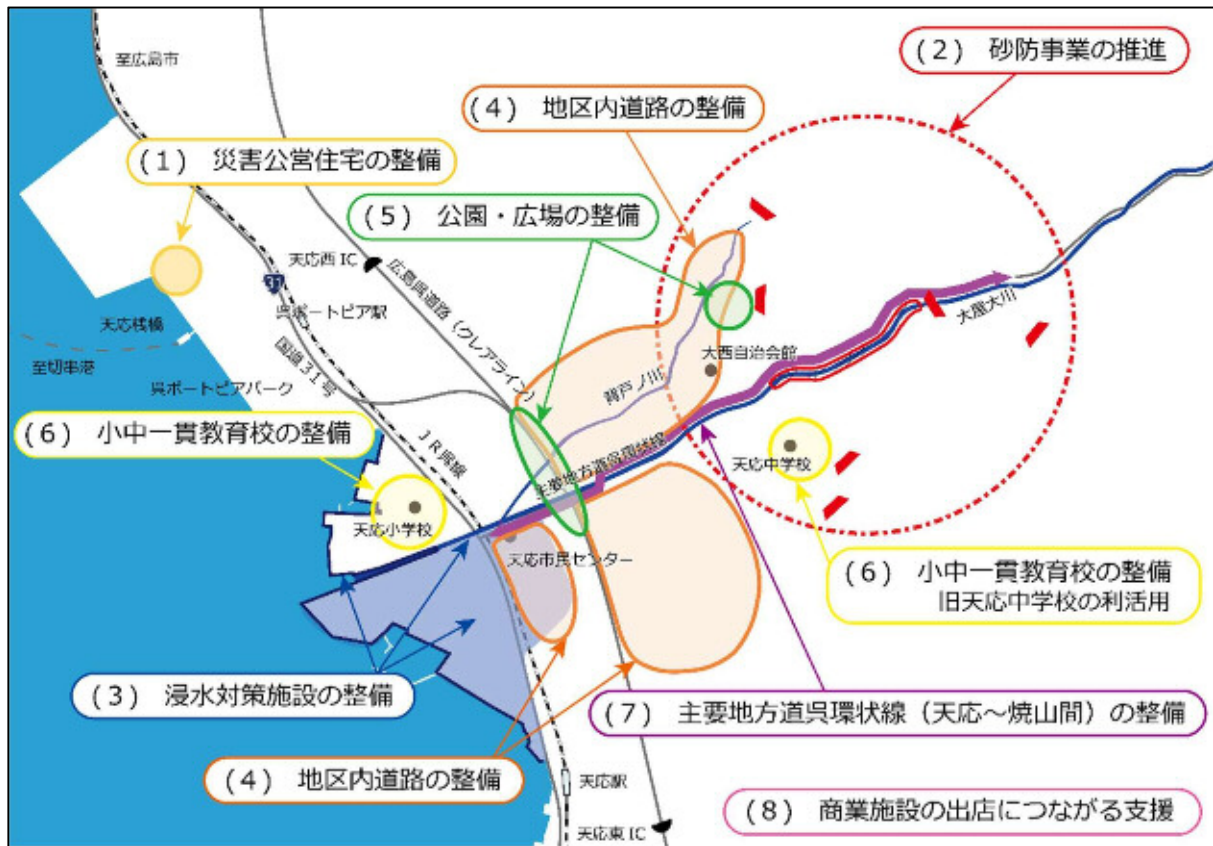 (2) 砂防事業の推進
至広島市
(4) 地区内道路の整備
(1) 災害公営住宅の整備
(5) 公園・広場の整備
天応西IC
広島呉道路(クレアライン)
31
呉ポートピア駅
天応桟橋
国道31号
大屋大川
大西自治会館
至切串港
背戸ノ川
呉ポートピアパーク
(6) 小中一貫教育校の整備
JR呉線
主要地方道呉環状線
天応中学校
天応小学校
天応市民センター
(6) 小中一貫教育校の整備
旧天応中学校の利活用
(3) 浸水対策施設の整備
(7) 主要地方道呉環状線(天応~焼山間)の整備
(4) 地区内道路の整備
天応駅
(8) 商業施設の出店につながる支援
天応東IC